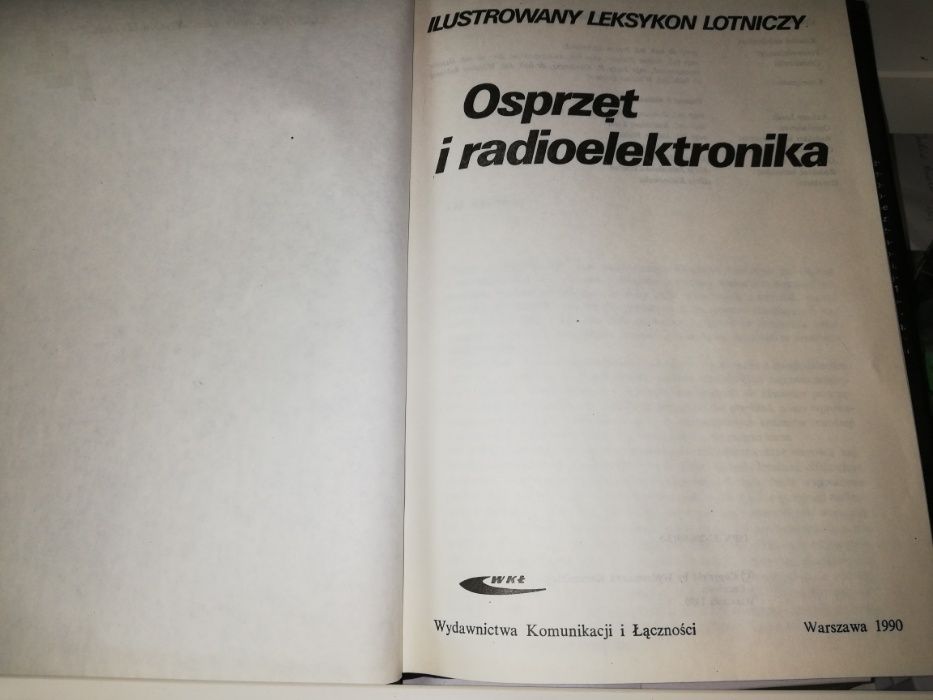 ILUSTROWANY LEKSYKON LOTNICZY
Osprzęt
i radioelektronika
WKŁ
Wydawnictwa Komunikacji i Łączności
Warszawa 1990